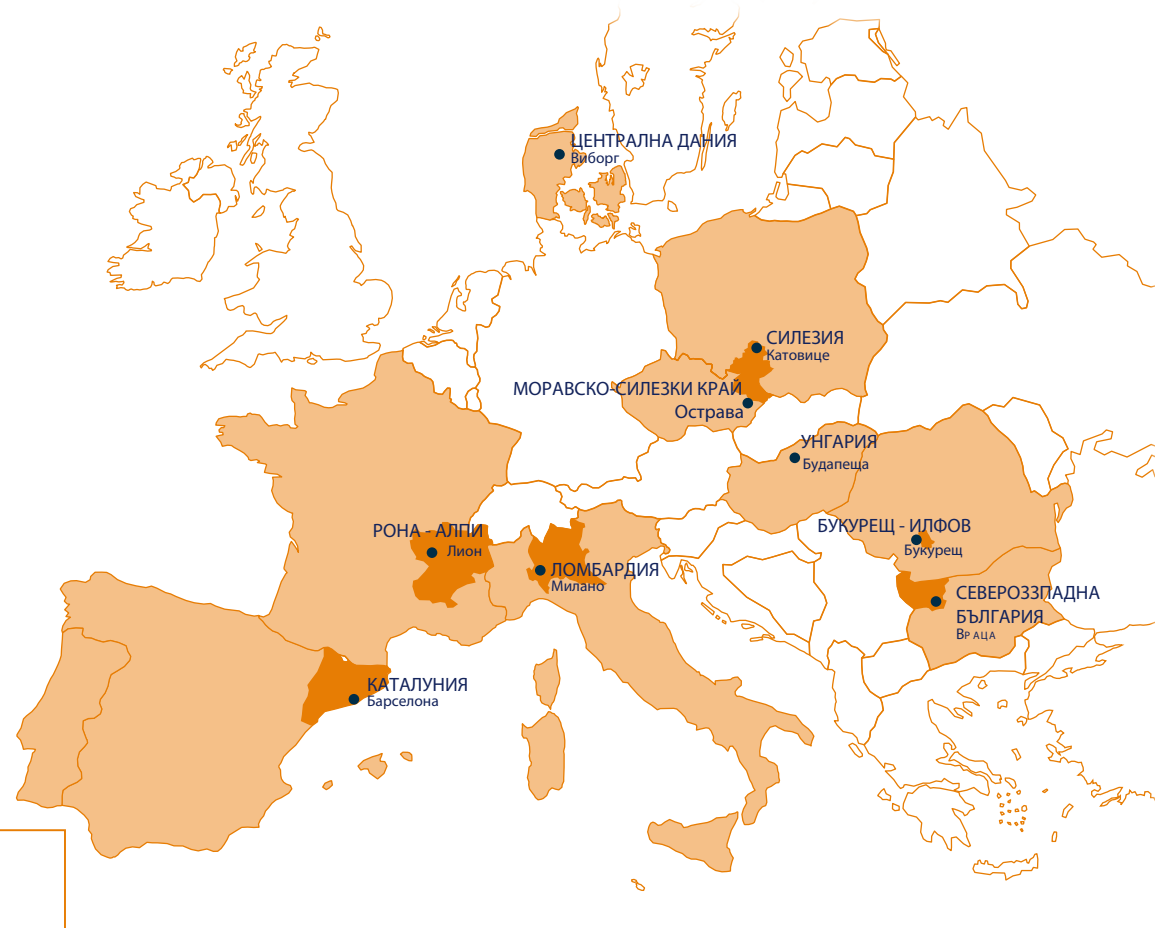 ЦЕНТРАЛНА ДАНИЯ
Виборг
СИЛЕЗИЯ
Катовице
МОРАВСКО-СИЛЕЗКИ КРАЙ
Острава
УНГАРИЯ
Будапеща
РОНА - АЛПИ
Лион
БУКУРЕЩ - ИЛФОВ
Букурещ
ЛОМБАРДИЯ
Милано
СЕВЕРОЗЗПАДНА
БЪЛГАРИЯ
ВРАЦА
КАТАЛУНИЯ
Барселона